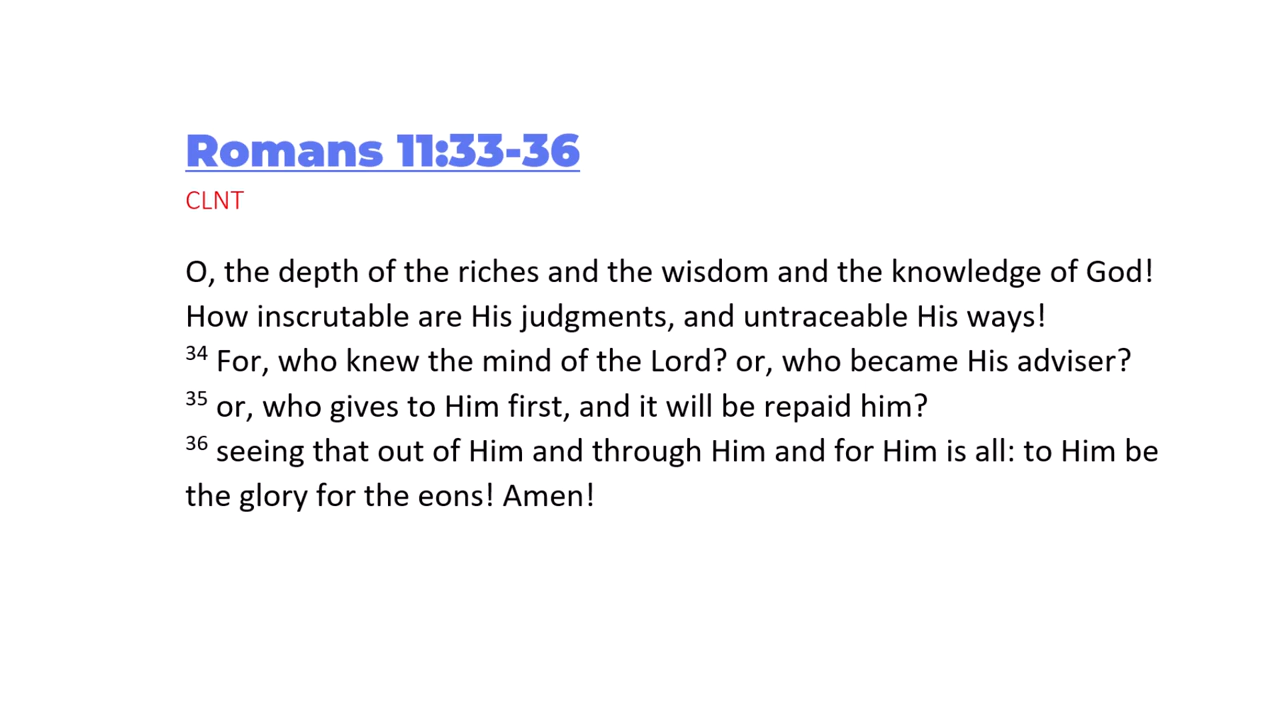 Romans 11:33-36
CLNT
O, the depth of the riches and the wisdom and the knowledge of God!
How inscrutable are His judgments, and untraceable His ways!
34 For, who knew the mind of the Lord? or, who became His adviser?
35 or, who gives to Him first, and it will be repaid him?
36 seeing that out of Him and through Him and for Him is all: to Him be
the glory for the eons! Amen!